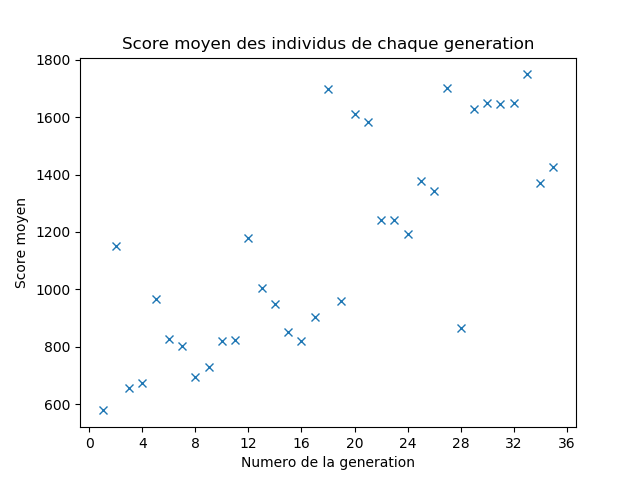 Score moyen des individus de chaque generation
1800
1600
1400
1200
1000
800
600
Score moyen
0 4 8 12 16 20 24 28 32 36
Numero de la generation